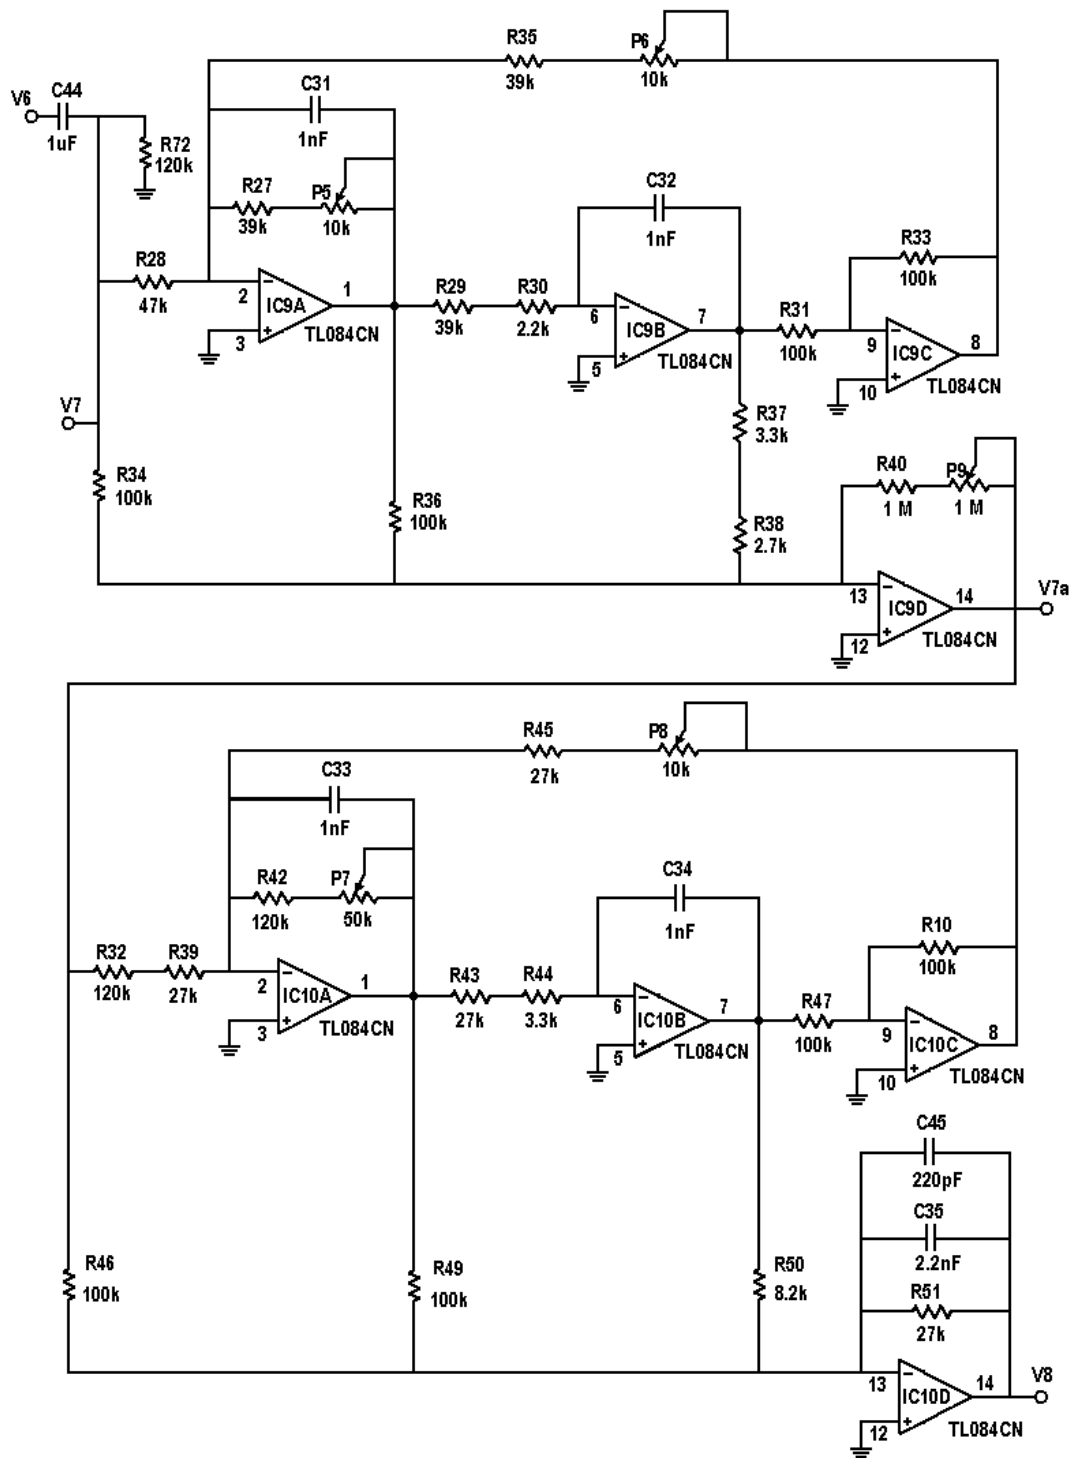 R35
39k
P6
10k
V6
C44
1uF
R72
120k
C31
1nF
R27
39k
P5
10k
C32
1nF
R28
47k
2
3
-
+
IC9A
1
TL084CN
R29
39k
R30
2.2k
6
5
-
+
IC9B
7
TL084CN
R31
100k
R33
100k
9
10
-
+
IC9C
8
TL084CN
V7
R34
100k
R36
100k
R37
3.3k
R38
2.7k
R40
1 M
P9
1 M
13
12
-
+
IC9D
14
TL084CN
V7a
R45
27k
P8
10k
C33
1nF
R42
120k
P7
50k
C34
1nF
R32
120k
R39
27k
2
3
-
+
IC10A
1
TL084CN
R43
27k
R44
3.3k
6
5
-
+
IC10B
7
TL084CN
R47
100k
R10
100k
9
10
-
+
IC10C
8
TL084CN
C45
220pF
C35
2.2nF
R51
27k
R46
100k
R49
100k
R50
8.2k
13
12
-
+
IC10D
14
TL084CN
V8